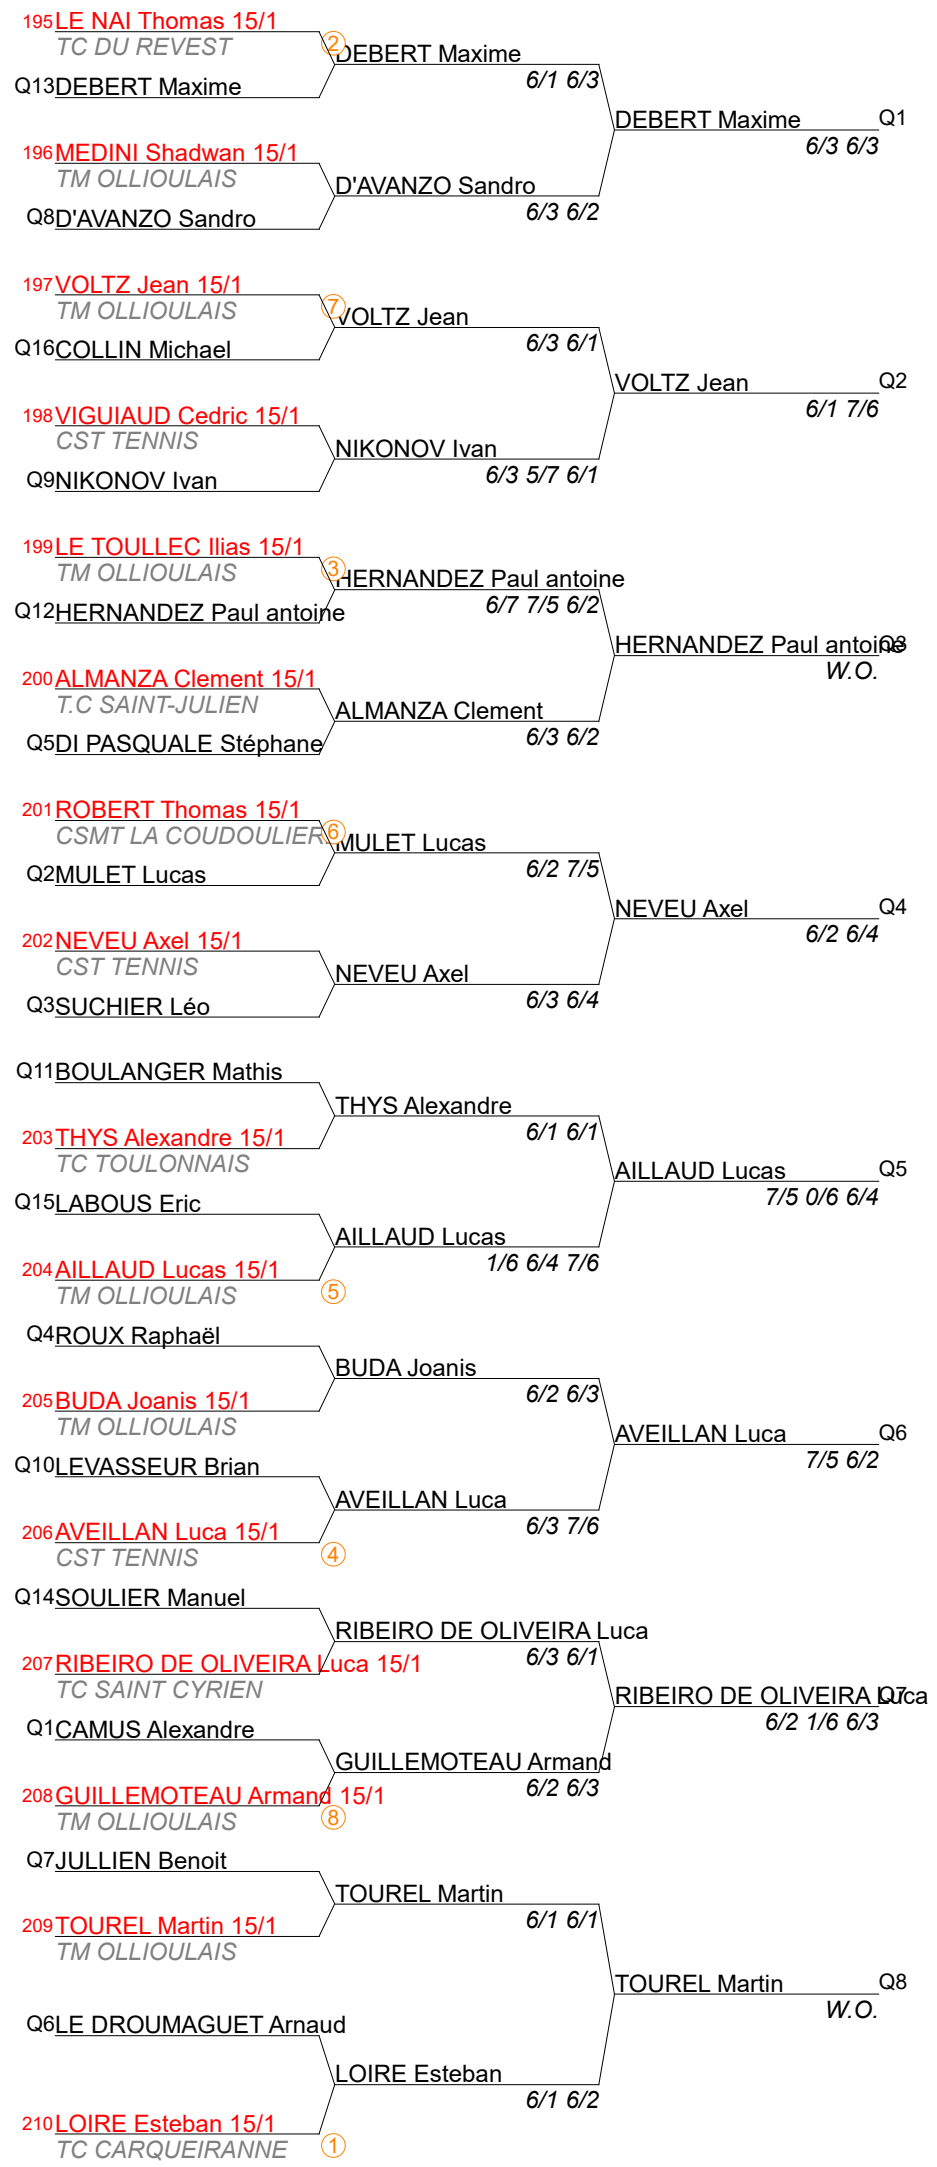 195 LE NAI Thomas 15/1
TC DU REVEST
2
DEBERT Maxime
6/1 6/3
Q13 DEBERT Maxime
DEBERT Maxime Q1
6/3 6/3
196 MEDINI Shadwan 15/1
TM OLLIOULAIS
D'AVANZO Sandro
6/3 6/2
Q8 D'AVANZO Sandro
197 VOLTZ Jean 15/1
TM OLLIOULAIS
7
VOLTZ Jean
6/3 6/1
Q16 COLLIN Michael
VOLTZ Jean Q2
6/1 7/6
198 VIGUIAUD Cedric 15/1
CST TENNIS
NIKONOV Ivan
6/3 5/7 6/1
Q9 NIKONOV Ivan
199 LE TOULLEC Ilias 15/1
TM OLLIOULAIS
3
HERNANDEZ Paul antoine
6/7 7/5 6/2
Q12 HERNANDEZ Paul antoine
HERNANDEZ Paul antoine Q3
W.O.
200 ALMANZA Clement 15/1
T.C SAINT-JULIEN
ALMANZA Clement
6/3 6/2
Q5 DI PASQUALE Stéphane
201 ROBERT Thomas 15/1
CSMT LA COUDOULIER
6
MULET Lucas
6/2 7/5
Q2 MULET Lucas
NEVEU Axel Q4
6/2 6/4
202 NEVEU Axel 15/1
CST TENNIS
NEVEU Axel
6/3 6/4
Q3 SUCHIER Léo
Q11 BOULANGER Mathis
THYS Alexandre
6/1 6/1
203 THYS Alexandre 15/1
TC TOULONNAIS
AILLAUD Lucas Q5
7/5 0/6 6/4
Q15 LABOUS Eric
AILLAUD Lucas
1/6 6/4 7/6
204 AILLAUD Lucas 15/1
TM OLLIOULAIS
5
Q4 ROUX Raphaël
BUDA Joanis
6/2 6/3
205 BUDA Joanis 15/1
TM OLLIOULAIS
AVEILLAN Luca Q6
7/5 6/2
Q10 LEVASSEUR Brian
AVEILLAN Luca
6/3 7/6
206 AVEILLAN Luca 15/1
CST TENNIS
4
Q14 SOULIER Manuel
RIBEIRO DE OLIVEIRA Luca
6/3 6/1
207 RIBEIRO DE OLIVEIRA Luca 15/1
TC SAINT CYRIEN
RIBEIRO DE OLIVEIRA Luca Q7
6/2 1/6 6/3
Q1 CAMUS Alexandre
GUILLEMOTEAU Armand
6/2 6/3
208 GUILLEMOTEAU Armand 15/1
TM OLLIOULAIS
8
Q7 JULLIEN Benoit
TOUREL Martin
6/1 6/1
209 TOUREL Martin 15/1
TM OLLIOULAIS
TOUREL Martin Q8
W.O.
Q6 LE DROUMAGUET Arnaud
LOIRE Esteban
6/1 6/2
210 LOIRE Esteban 15/1
TC CARQUEIRANNE
1